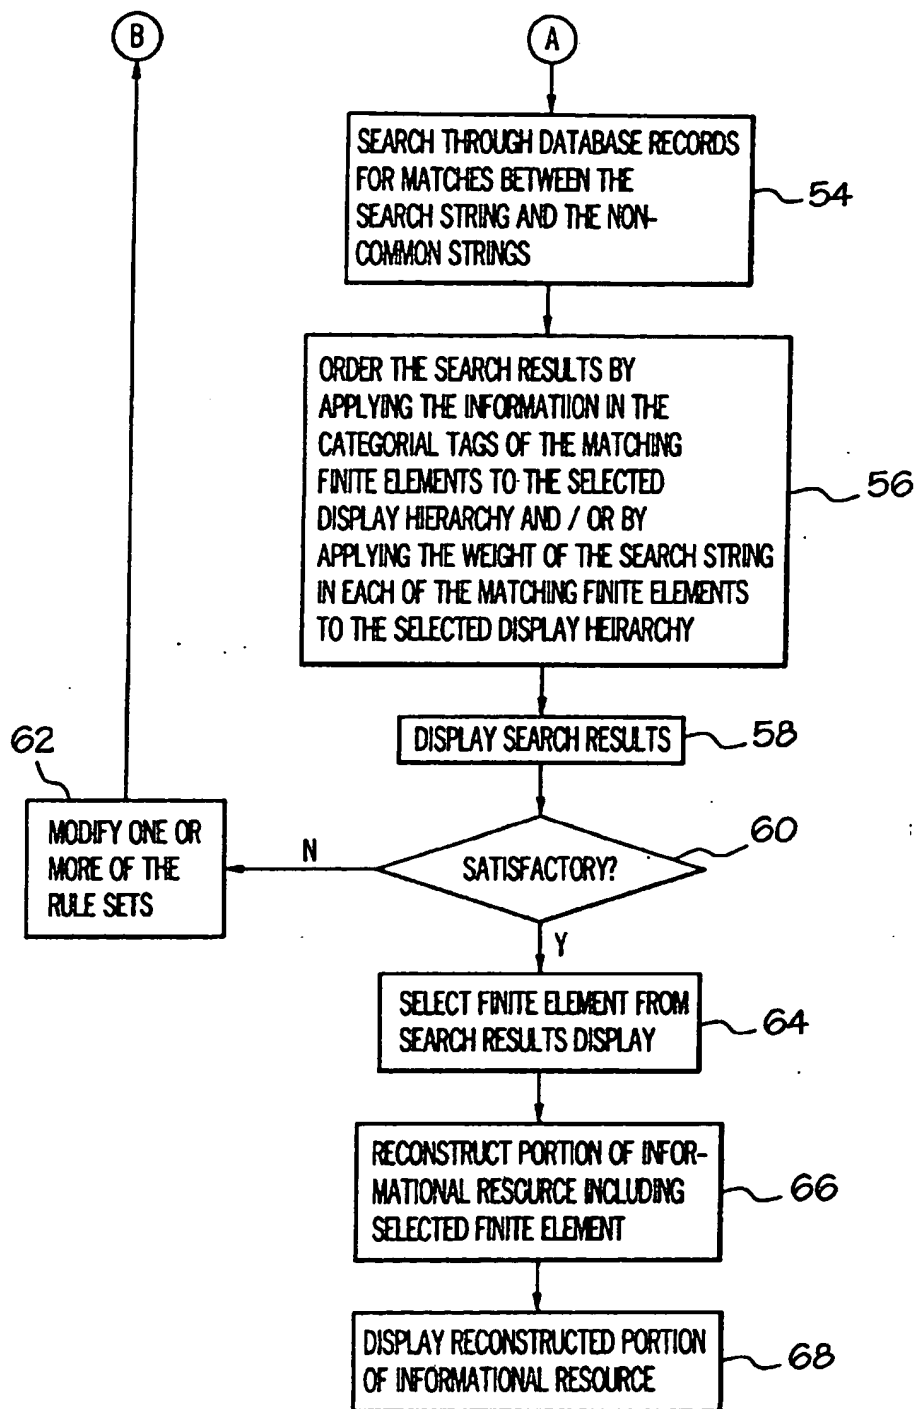 B
A
SEARCH THROUGH DATABASE RECORDS
FOR MATCHES BETWEEN THE
SEARCH STRING AND THE NON-
COMMON STRINGS
54
ORDER THE SEARCH RESULTS BY
APPLYING THE INFORMATIION IN THE
CATEGORIAL TAGS OF THE MATCHING
FINITE ELEMENTS TO THE SELECTED
DISPLAY HIERARCHY AND / OR BY
APPLYING THE WEIGHT OF THE SEARCH STRING
IN EACH OF THE MATCHING FINITE ELEMENTS
TO THE SELECTED DISPLAY HEIRARCHY
56
DISPLAY SEARCH RESULTS
58
62
MODIFY ONE OR
MORE OF THE
RULE SETS
N
SATISFACTORY?
60
Y
SELECT FINITE ELEMENT FROM
SEARCH RESULTS DISPLAY
64
RECONSTRUCT PORTION OF INFOR-
MATIONAL RESOURCE INCLUDING
SELECTED FINITE ELEMENT
66
DISPLAY RECONSTRUCTED PORTION
OF INFORMATIONAL RESOURCE
68